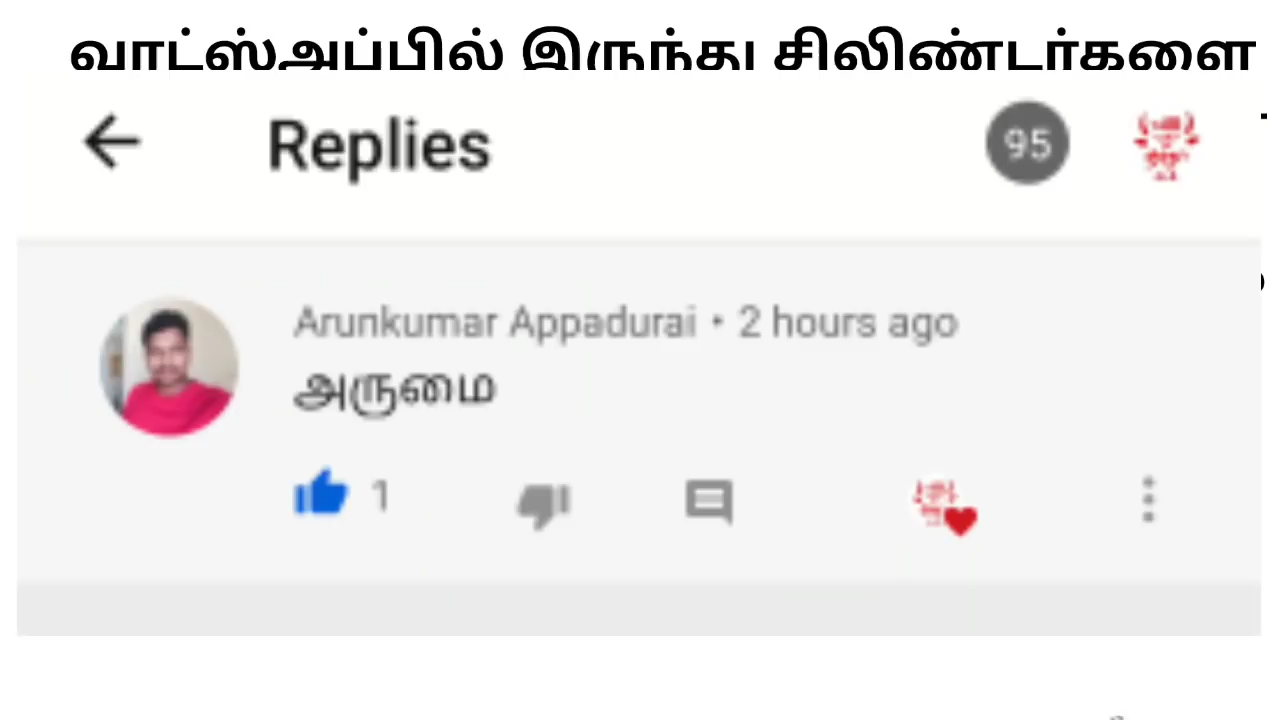 வாட்ஸ்அப்பில் இருந்து சிலிண்டர்களை
Replies
95
Arunkumar Appadurai • 2 hours ago
அருமை
1